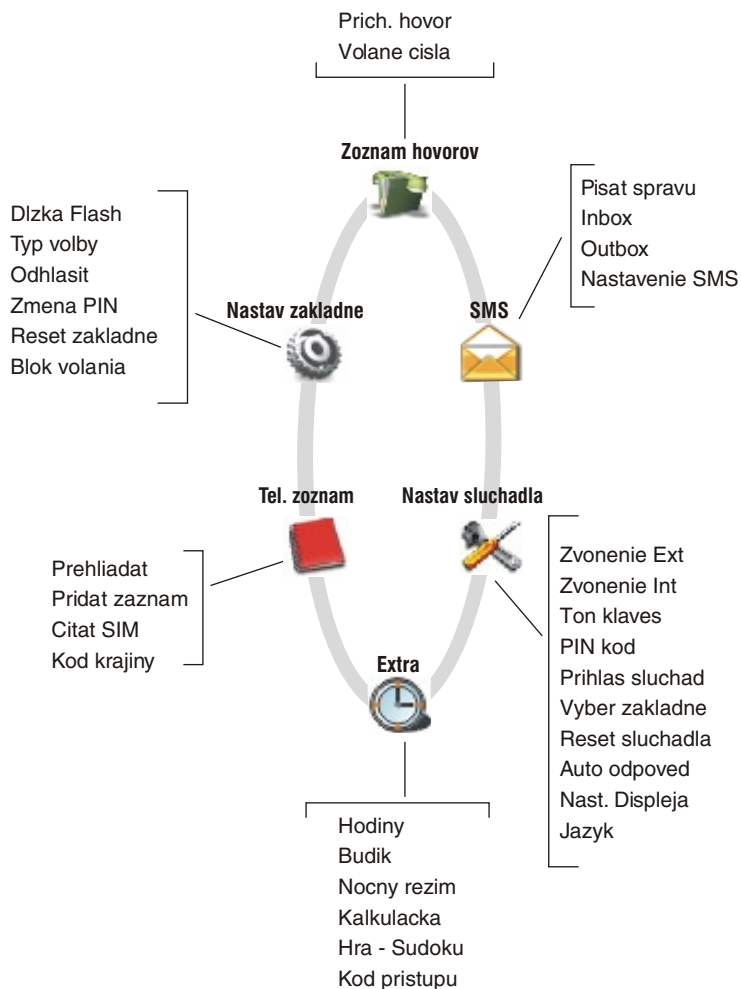 Prich. hovor
Volane cisla
Zoznam hovorov
Dlzka Flash
Typ volby
Odhlasit
Zmena PIN
Reset zakladne
Blok volania
Nastav zakladne
SMS
Pisat spravu
Inbox
Outbox
Nastavenie SMS
Tel. zoznam
Nastav sluchadla
Prehliadat
Pridat zaznam
Citat SIM
Kod krajiny
Zvonenie Ext
Zvonenie Int
Ton klaves
PIN kod
Prihlas sluchad
Vyber zakladne
Reset sluchadla
Auto odpoved
Nast. Displeja
Jazyk
Extra
Hodiny
Budik
Nocny rezim
Kalkulacka
Hra - Sudoku
Kod pristupu